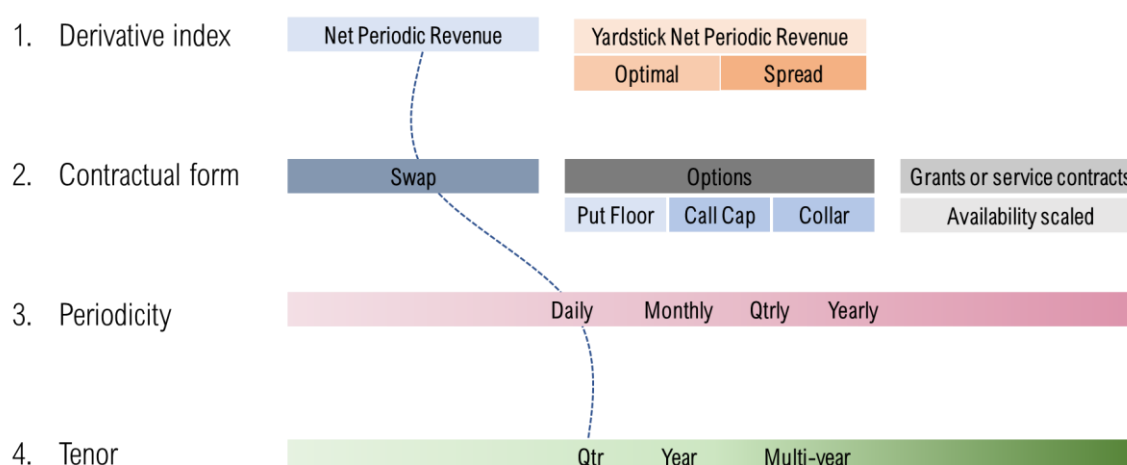 1. Derivative index
Net Periodic Revenue
Yardstick Net Periodic Revenue
Optimal Spread
2. Contractual form
Swap
Options
Grants or service contracts
Put Floor Call Cap Collar
Availability scaled
3. Periodicity
Daily Monthly Qtrly Yearly
4. Tenor
Qtr Year Multi-year